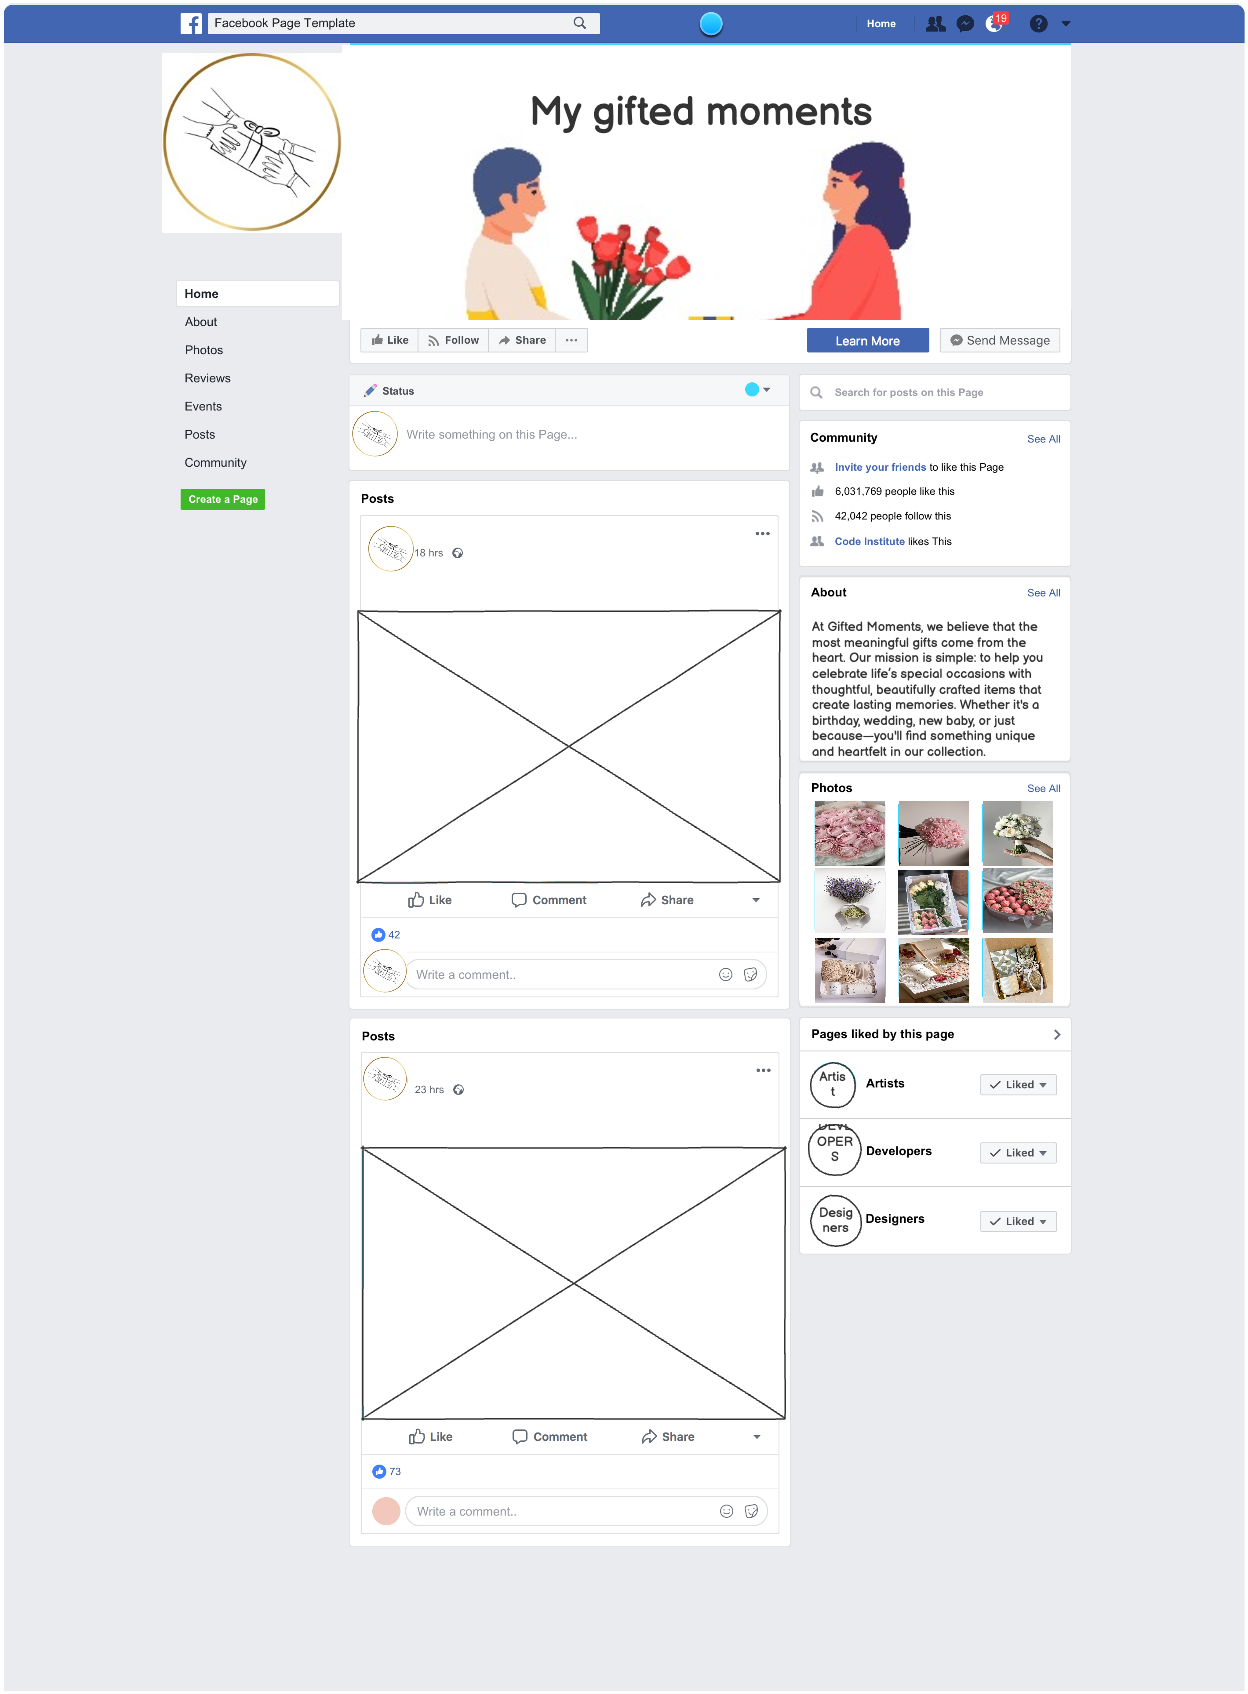 Facebook Page Template
Home
19
My gifted moments
Home
About
Photos
Reviews
Events
Posts
Community
Create a Page
Like
Follow
Share
Learn More
Send Message
Status
Write something on this Page...
Posts
18 hrs
Like
Comment
Share
42
Write a comment..
Posts
23 hrs
Like
Comment
Share
73
Write a comment..
Search for posts on this Page
Community
See All
Invite your friends to like this Page
6,031,769 people like this
42,042 people follow this
Code Institute likes This
About
See All
At Gifted Moments, we believe that the
most meaningful gifts come from the
heart. Our mission is simple: to help you
celebrate life's special occasions with
thoughtful, beautifully crafted items that
create lasting memories. Whether it's a
birthday, wedding, new baby, or just
because—you'll find something unique
and heartfelt in our collection.
Photos
See All
Pages liked by this page
Artis
t
Artists
Liked
DEVL
OPER
S
Developers
Liked
Desig
ners
Designers
Liked